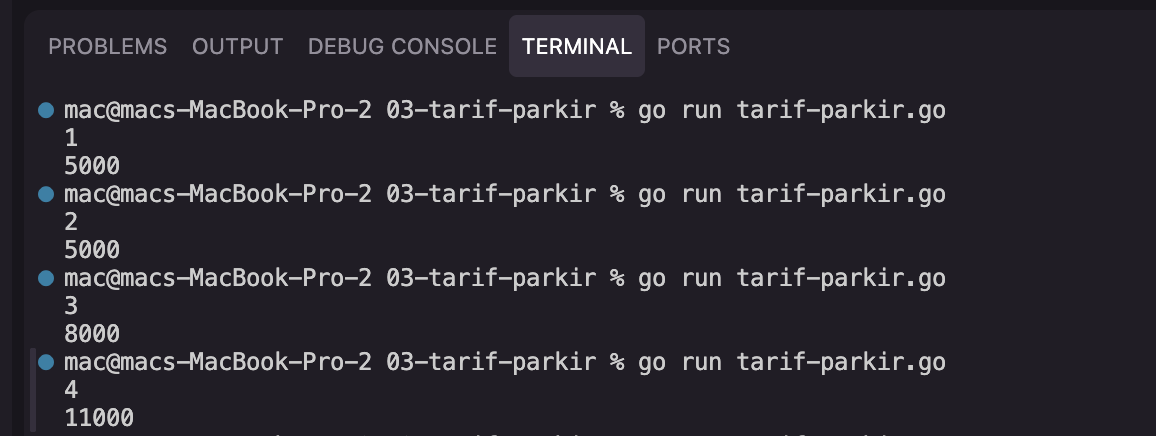 PROBLEMS OUTPUT DEBUG CONSOLE TERMINAL PORTS
mac@macs-MacBook-Pro-2 03-tarif-parkir % go run tarif-parkir.go
1
5000
mac@macs-MacBook-Pro-2 03-tarif-parkir % go run tarif-parkir.go
2
5000
mac@macs-MacBook-Pro-2 03-tarif-parkir % go run tarif-parkir.go
3
8000
mac@macs-MacBook-Pro-2 03-tarif-parkir % go run tarif-parkir.go
4
11000